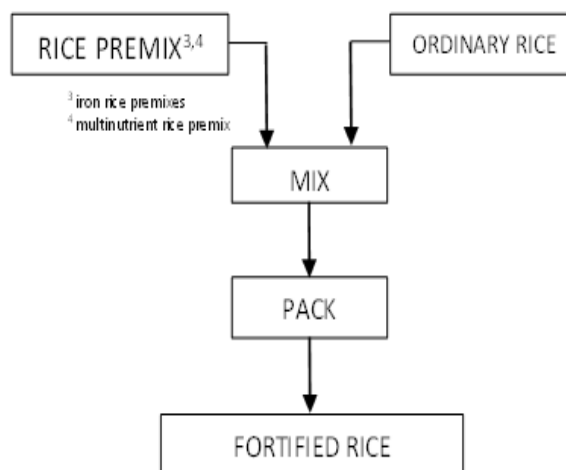 RICE PREMIX3,4
ORDINARY RICE
3 iron rice premixes
4 multinutrient rice premix
MIX
PACK
FORTIFIED RICE